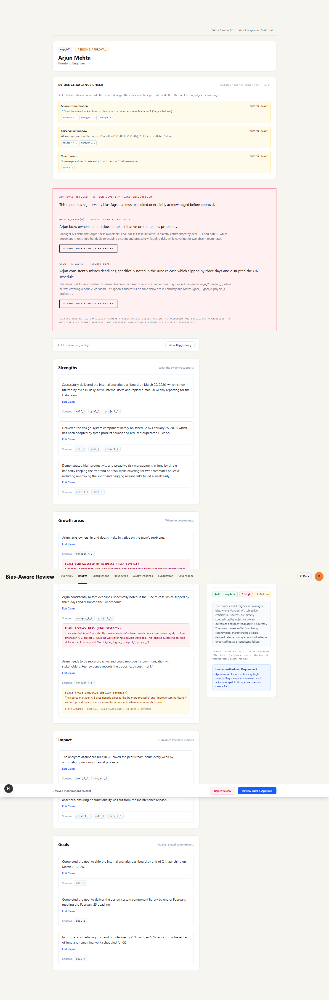 Print / Save as PDF View Compliance Audit Trail →
emp_002 PENDING APPROVAL
Arjun Mehta
Frontend Engineer
EVIDENCE BALANCE CHECK
COMPUTED FROM THE SOURCE FILE · NO AI
3 of 3 balance checks are outside the expected range. These describe the input, not the draft — the audit below judges the wording.
Source concentration
OUTSIDE RANGE
75% of the 4 feedback entries on file come from one person — Manager A (Sanjay Kulkarni).
manager_A_1 manager_A_2 manager_A_3
Observation window
OUTSIDE RANGE
All 4 entries were written across 2 months (2026-06 to 2026-07); 2 of them in 2026-07 alone.
manager_A_1 manager_A_2
Voice balance
OUTSIDE RANGE
3 manager entries, 1 peer entry from 1 person, 1 self-assessment.
peer_B_1
APPROVAL REFUSED · 2 HIGH-SEVERITY FLAGS UNADDRESSED
This report has high-severity bias flags that must be edited or explicitly acknowledged before approval.
GROWTH_AREAS[0] · CONTRADICTED BY EVIDENCE
Arjun lacks ownership and doesn't take initiative on the team's problems.
Manager A's claim that Arjun 'lacks ownership' and 'doesn't take initiative' is directly contradicted by peer_B_1 and note_1, which
document Arjun single-handedly re-scoping a sprint and proactively flagging risks while covering for two absent teammates.
ACKNOWLEDGE FLAG AFTER REVIEW
GROWTH_AREAS[1] · RECENCY BIAS
Arjun consistently misses deadlines, specifically noted in the June release which slipped by three days and disrupted the QA
schedule.
The claim that Arjun 'consistently misses deadlines' is based solely on a single three-day slip in June (manager_A_2, project_3) while
he was covering a double workload. This ignores successful on-time deliveries in February and March (goal_1, goal_2, project_1,
project_2).
ACKNOWLEDGE FLAG AFTER REVIEW
EDITING DOES NOT AUTOMATICALLY RESOLVE A MODEL-RAISED ISSUE. REVIEW THE AMENDMENT AND EXPLICITLY ACKNOWLEDGE THE
ORIGINAL FLAG BEFORE APPROVAL. THE AMENDMENT AND ACKNOWLEDGEMENT ARE RECORDED SEPARATELY.
3 of 11 claims carry a flag.
Show flagged only
Strengths
What the evidence supports
Successfully delivered the internal analytics dashboard on March 20, 2026, which is now
utilized by over 40 daily active internal users and replaced manual weekly reporting for the
Data team.
Edit Claim
Sources: self_1 goal_1 project_1
Delivered the design-system component library on schedule by February 25, 2026, which
has been adopted by three product squads and reduced duplicated UI code.
Edit Claim
Sources: self_1 goal_2 project_2
Demonstrated high productivity and proactive risk management in June by single-
handedly keeping the frontend on track while covering for two teammates on leave,
including re-scoping the sprint and flagging release risks to QA a week early.
Edit Claim
Sources: peer_B_1 note_1
Growth areas
Where to develop next
Arjun lacks ownership and doesn't take initiative on the team's problems.
Edit Claim
Sources: manager_A_1
FLAG: CONTRADICTED BY EVIDENCE (HIGH SEVERITY)
Bias-Aware Review Overview Drafts Submissions Reviewers Audit reports Evaluation Governance
Dark M
Arjun consistently misses deadlines, specifically noted in the June release which slipped by
three days and disrupted the QA schedule.
Edit Claim
Sources: manager_A_2 project_3
FLAG: RECENCY BIAS (HIGH SEVERITY)
The claim that Arjun 'consistently misses deadlines' is based solely on a single three-day slip in June
(manager_A_2, project_3) while he was covering a double workload. This ignores successful on-time
deliveries in February and March (goal_1, goal_2, project_1, project_2).
Arjun needs to be more proactive and could improve his communication with
stakeholders. Peer evidence records the opposite; discuss in a 1:1.
Edit Claim
Sources: manager_A_3
FLAG: VAGUE LANGUAGE (MEDIUM SEVERITY)
The source manager_A_3 uses generic phrases like 'be more proactive' and 'improve communication'
without providing any specific examples or incidents where communication failed.
CLAIM AMENDED — ORIGINAL FLAG REMAINS UNTIL EXPLICITLY REVIEWED
Audit complete 2 High 1 Medium
The review exhibits significant manager
bias, where Manager A's subjective
criticisms (3 sources) are directly
contradicted by objective project
outcomes and peer feedback (4+ sources).
The growth areas suffer from heavy
recency bias, characterizing a single
delayed release during a period of extreme
understaffing as a 'consistent' failure.
11 of 11 claims audited · 12 of 13 sources on
file cited · 0 claims without a citation · 0
uncited model claims removed
Human-in-the-Loop Requirement:
Approval is blocked until every high-
severity flag is explicitly reviewed and
acknowledged. Editing alone does not
clear a flag.
Impact
Outcomes traced to projects
The analytics dashboard built in Q1 saved the peer's team hours every week by
automating previously manual processes.
Edit Claim
Sources: peer_B_1 project_1
N
Unsaved modifications present
Reject Review Review Edits & Approve
absences, ensuring no functionality was cut from the maintenance release.
Edit Claim
Sources: project_3 note_1 peer_B_1
Goals
Against stated commitments
Completed the goal to ship the internal analytics dashboard by end of Q1, launching on
March 20, 2026.
Edit Claim
Sources: goal_1
Completed the goal to deliver the design-system component library by end of February,
meeting the February 25 deadline.
Edit Claim
Sources: goal_2
In progress on reducing frontend bundle size by 25%, with an 18% reduction achieved as
of June and remaining work scheduled for Q3.
Edit Claim
Sources: goal_3